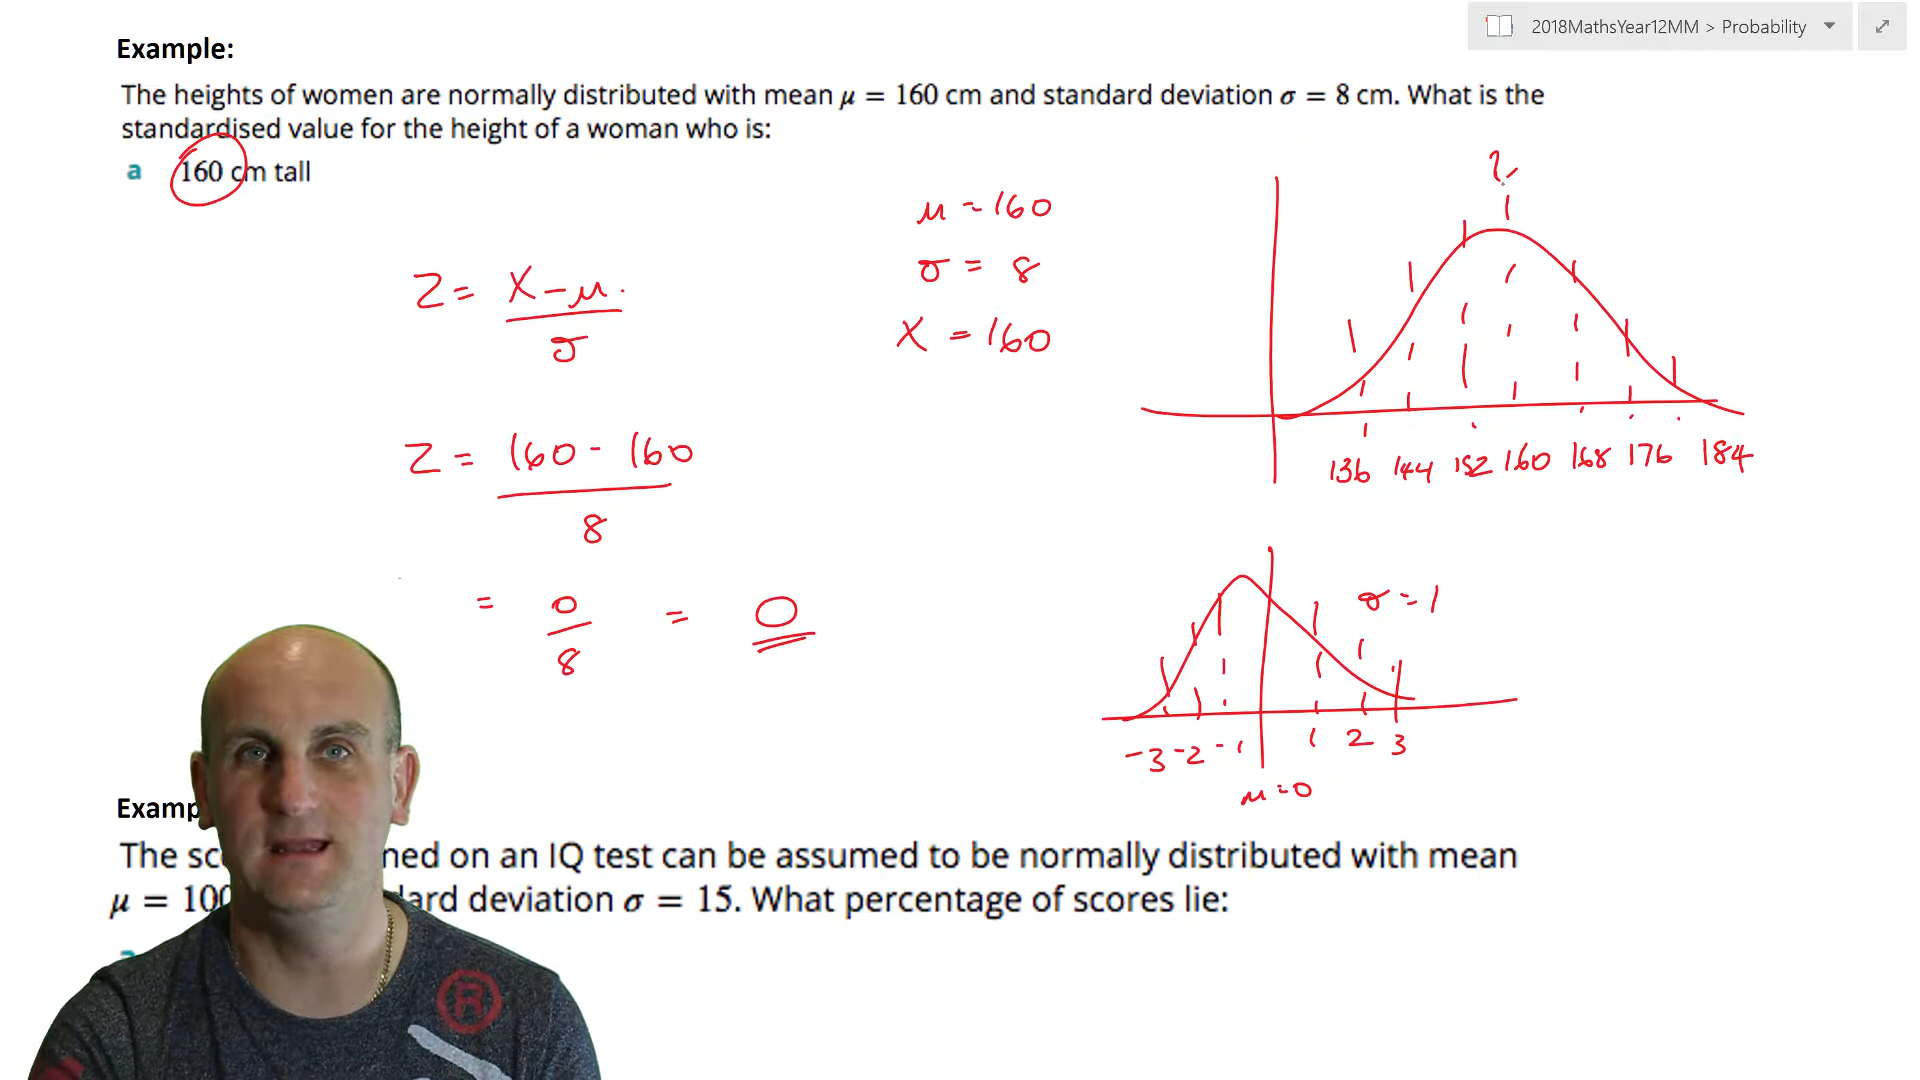 2018MathsYear12MM > Probability
Example:
The heights of women are normally distributed with mean μ = 160 cm and standard deviation σ = 8 cm. What is the
standardised value for the height of a woman who is:
a 160 cm tall
μ = 160
σ = 8
X = 160
Z = X - μ
σ
Z = 160 - 160
8
= 0 = 0
8
?
136 144 152 160 168 176 184
σ = 1
-3 -2 -1 1 2 3
μ = 0
The ned on an IQ test can be assumed to be normally distributed with mean
μ = 100 ard deviation σ = 15. What percentage of scores lie:
R